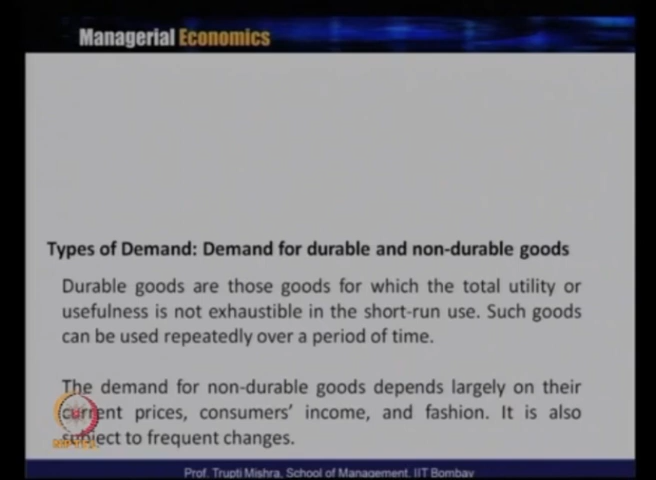 Managerial Economics
Types of Demand: Demand for durable and non-durable goods
Durable goods are those goods for which the total utility or
usefulness is not exhaustible in the short-run use. Such goods
can be used repeatedly over a period of time.
The demand for non-durable goods depends largely on their
current prices, consumers' income, and fashion. It is also
subject to frequent changes.
NPTEL
Prof. Trupti Mishra, School of Management, IIT Bombay